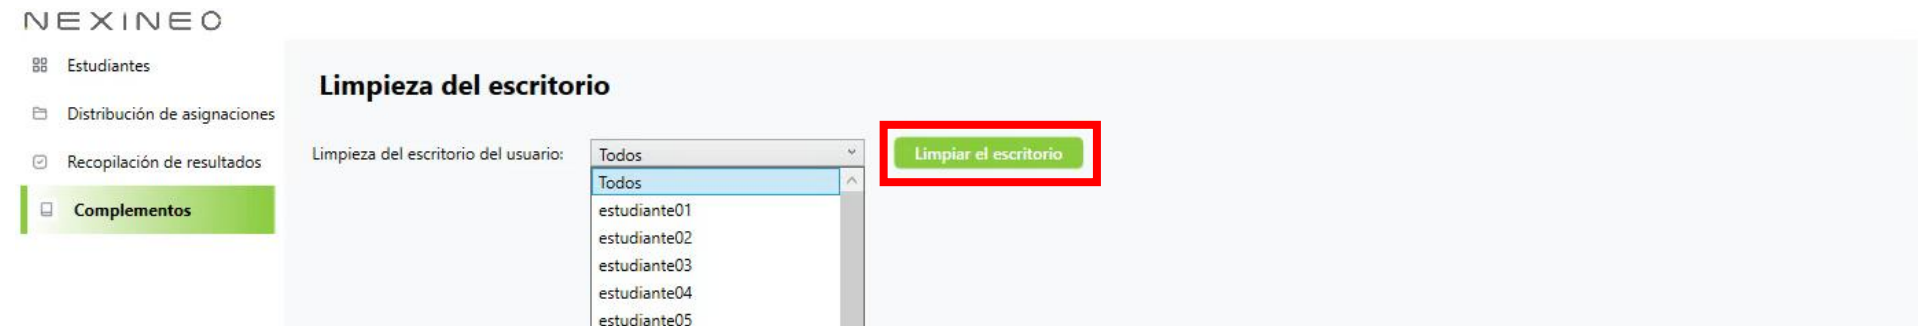 NEXINEO
Estudiantes
Distribución de asignaciones
Recopilación de resultados
Complementos
Limpieza del escritorio
Limpieza del escritorio del usuario:
Todos
Limpiar el escritorio
Todos
estudiante01
estudiante02
estudiante03
estudiante04
estudiante05